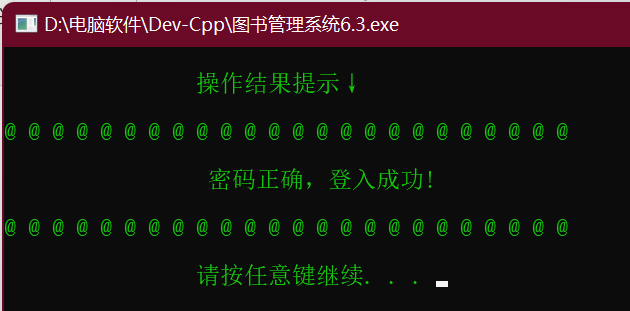 D:\电脑软件\Dev-Cpp\图书管理系统6.3.exe
操作结果提示↓
@ @ @ @ @ @ @ @ @ @ @ @ @ @ @ @ @ @ @ @ @ @ @ @
密码正确，登入成功!
@ @ @ @ @ @ @ @ @ @ @ @ @ @ @ @ @ @ @ @ @ @ @ @
请按任意键继续. . .